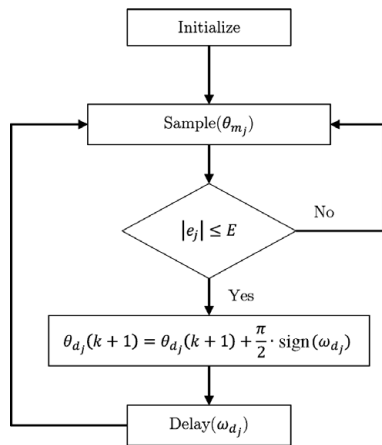 Initialize
Sample(θ_{m_j})
|e_j| ≤ E
No
Yes
θ_{d_j}(k + 1) = θ_{d_j}(k + 1) + \frac{π}{2} · sign(ω_{d_j})
Delay(ω_{d_j})